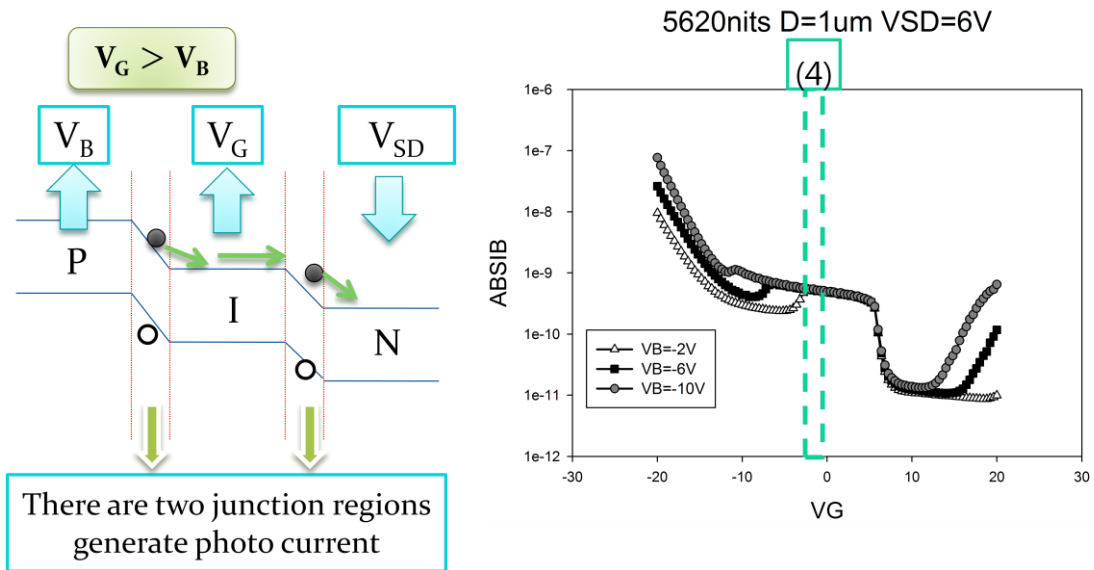 V_G > V_B
V_B
V_G
V_SD
P
I
N
There are two junction regions
generate photo current
5620nits D=1um VSD=6V
(4)
1e-6
1e-7
1e-8
1e-9
1e-10
1e-11
1e-12
ABSIB
VB=-2V
VB=-6V
VB=-10V
-30 -20 -10 0 10 20 30
VG